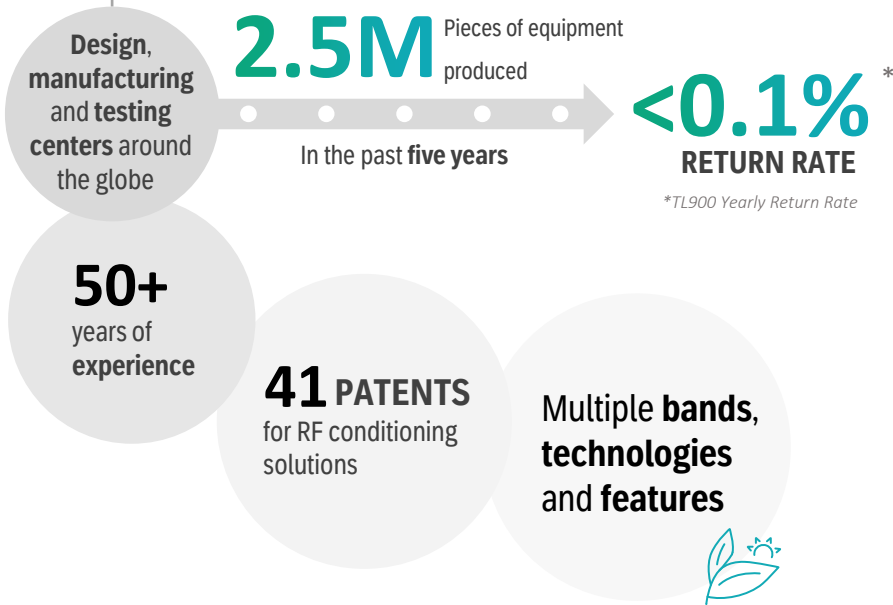 Design,
manufacturing
and testing
centers around
the globe
2.5M
Pieces of equipment
produced
In the past five years
<0.1%*
RETURN RATE
*TL900 Yearly Return Rate
50+
years of
experience
41 PATENTS
for RF conditioning
solutions
Multiple bands,
technologies
and features